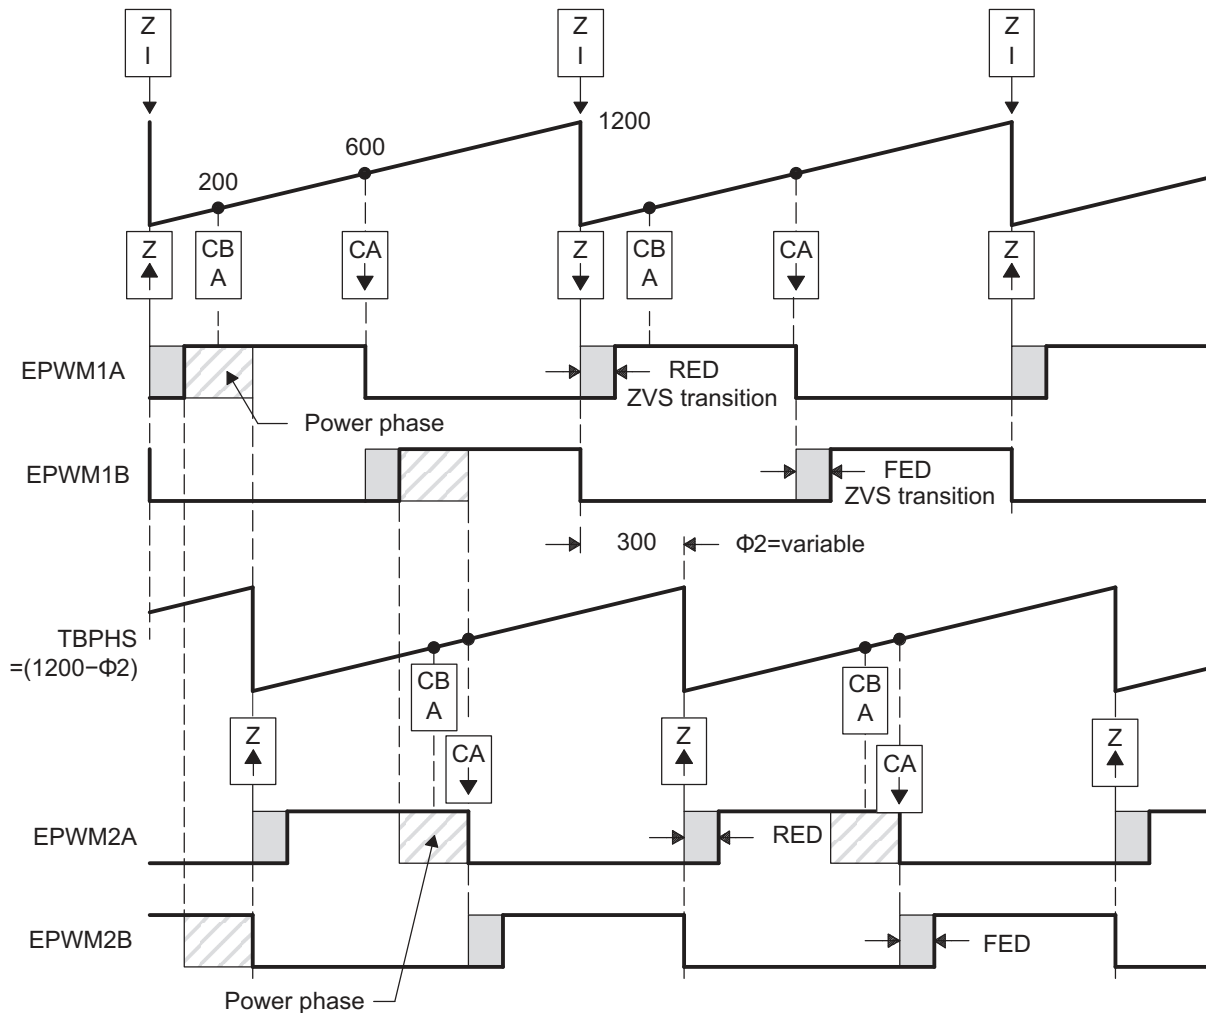 Z
I
Z
I
Z
I
1200
600
200
Z
CB
A
CA
Z
CB
A
CA
Z
EPWM1A
RED
ZVS transition
Power phase
EPWM1B
FED
ZVS transition
300
Φ2=variable
TBPHS
=(1200−Φ2)
CB
A
CB
A
Z
CA
Z
CA
Z
EPWM2A
RED
EPWM2B
FED
Power phase